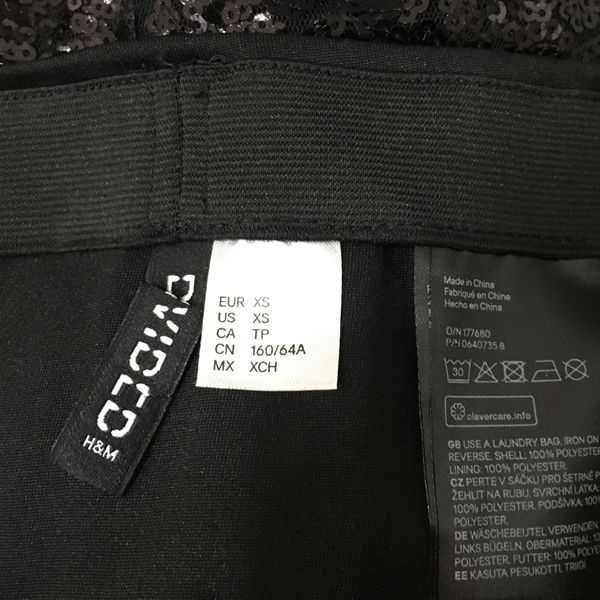 DIVIDED
H&M
EUR XS
US XS
CA TP
CN 160/64A
MX XCH
Made in China
Fabriqué en Chine
Hecho en China
O/N 177680
P/N 0640735 8
30
clevercare.info
GB USE A LAUNDRY BAG. IRON ON
REVERSE. SHELL: 100% POLYESTER
LINING: 100% POLYESTER.
CZ PERTE V SÁČKU PRO ŠETRNÉ P
ŽEHLIT NA RUBU. SVRCHNÍ LÁTKA:
100% POLYESTER. PODŠÍVKA: 100%
POLYESTER.
DE WÄSCHEBEUTEL VERWENDEN.
LINKS BÜGELN. OBERMATERIAL: 10
POLYESTER. FUTTER: 100% POLYE
EE KASUTA PESUKOTTI, TRIIGI